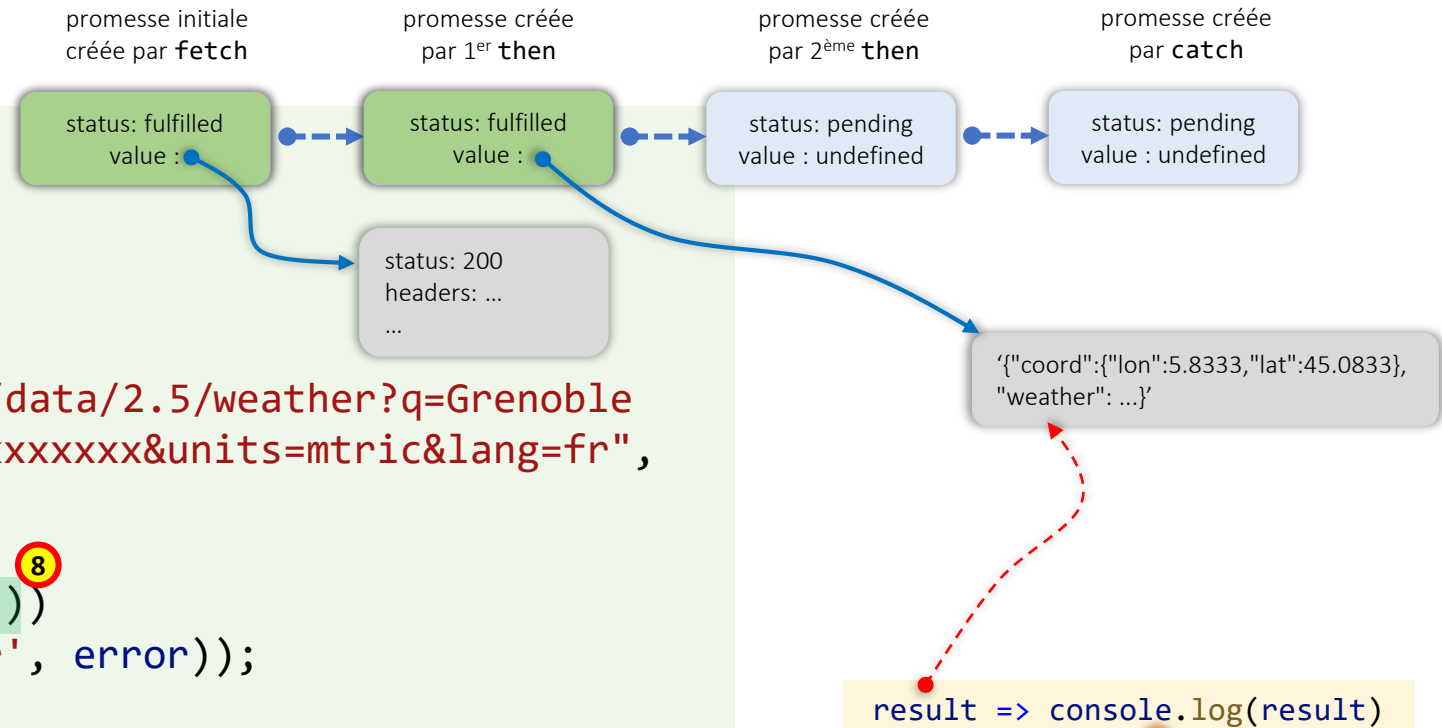 promesse initiale
créée par fetch
promesse créée
par 1er then
promesse créée
par 2ème then
promesse créée
par catch
status: fulfilled
value :
status: fulfilled
value :
status: pending
value : undefined
status: pending
value : undefined
status: 200
headers: …
…
‘{"coord":{"lon":5.8333,"lat":45.0833},
"weather": ...}’
/data/2.5/weather?q=Grenoble
xxxxxxx&units=mtric&lang=fr",
8
))
', error));
result => console.log(result)